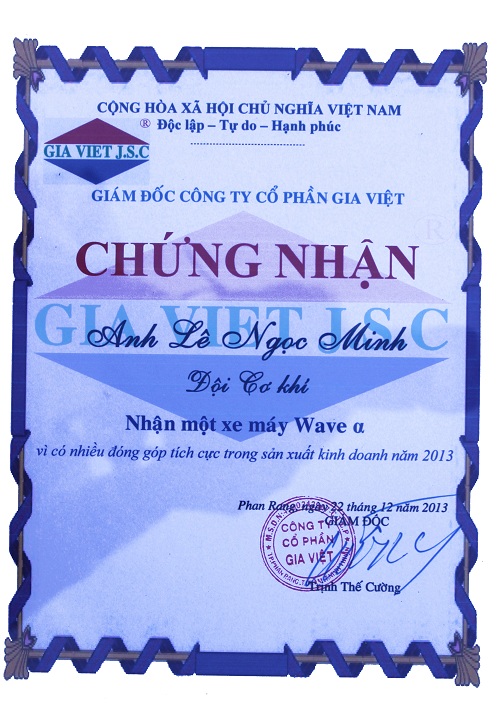 CỘNG HÒA XÃ HỘI CHỦ NGHĨA VIỆT NAM
® Độc lập – Tự do – Hạnh phúc
GIA VIET J.S.C
GIÁM ĐỐC CÔNG TY CỔ PHẦN GIA VIỆT
CHỨNG NHẬN
GIA VIET J.S.C
Anh Lê Ngọc Minh
Đội Cơ khí
Nhận một xe máy Wave α
vì có nhiều đóng góp tích cực trong sản xuất kinh doanh năm 2013
Phan Rang, ngày 22 tháng 12 năm 2013
GIÁM ĐỐC
CÔNG TY
CỔ PHẦN
GIA VIỆT
Trịnh Thế Cường